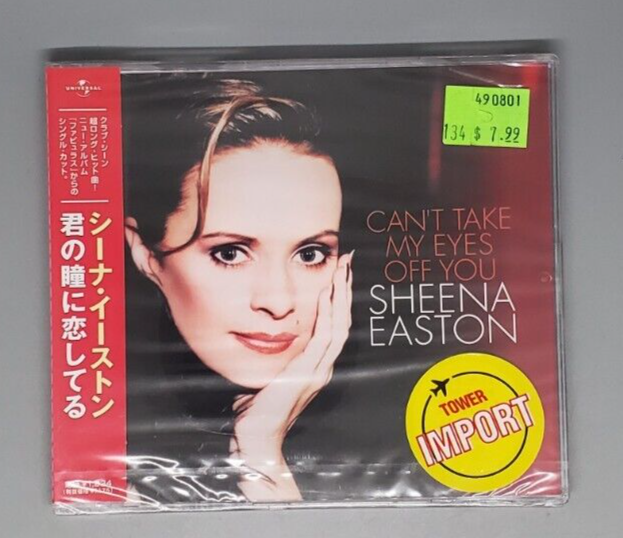 UNIVERSAL
クラブ・シーン
超ロング・ヒット曲!
ニュー・アルバム
「ファビュラス」からの
シングル・カット。
シーナ・イーストン
君の瞳に恋してる
490801
134 $ 7.99
CAN'T TAKE
MY EYES
OFF YOU
SHEENA
EASTON
TOWER
IMPORT